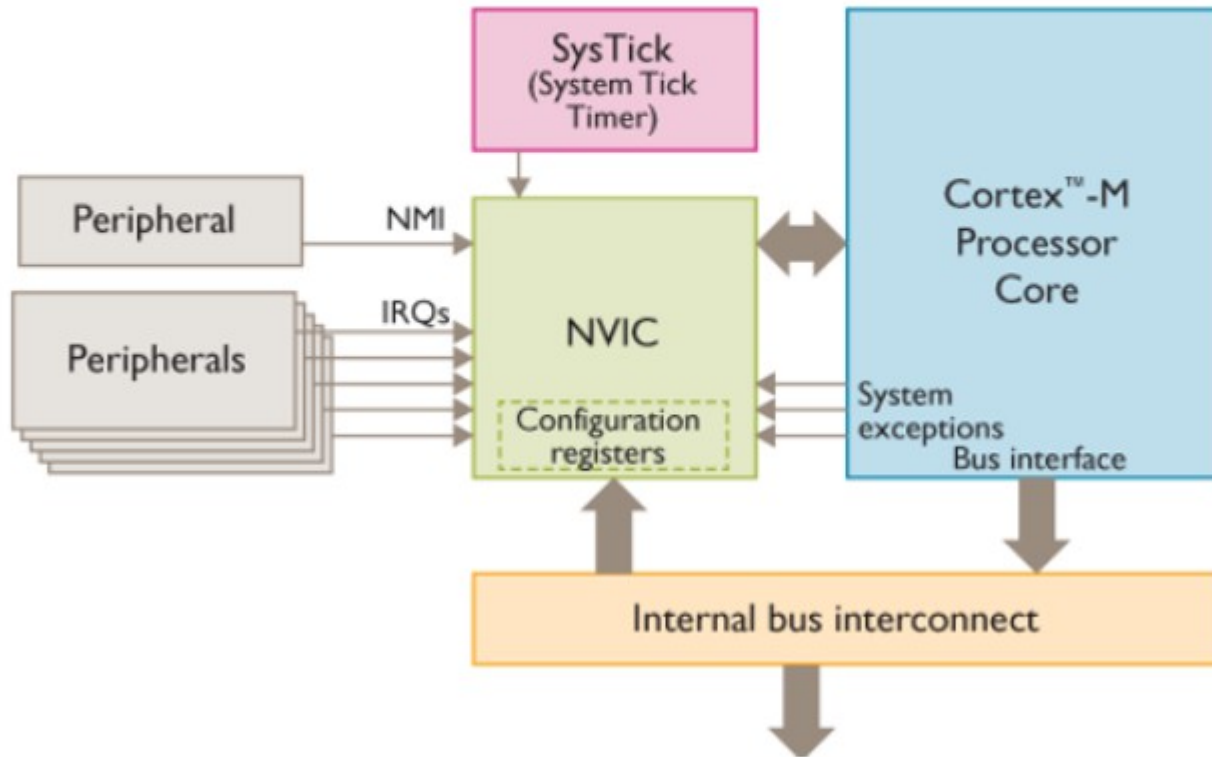 SysTick
(System Tick
Timer)
Cortex™-M
Processor
Core
Peripheral
NMI
IRQs
Peripherals
NVIC
Configuration
registers
System
exceptions
Bus interface
Internal bus interconnect